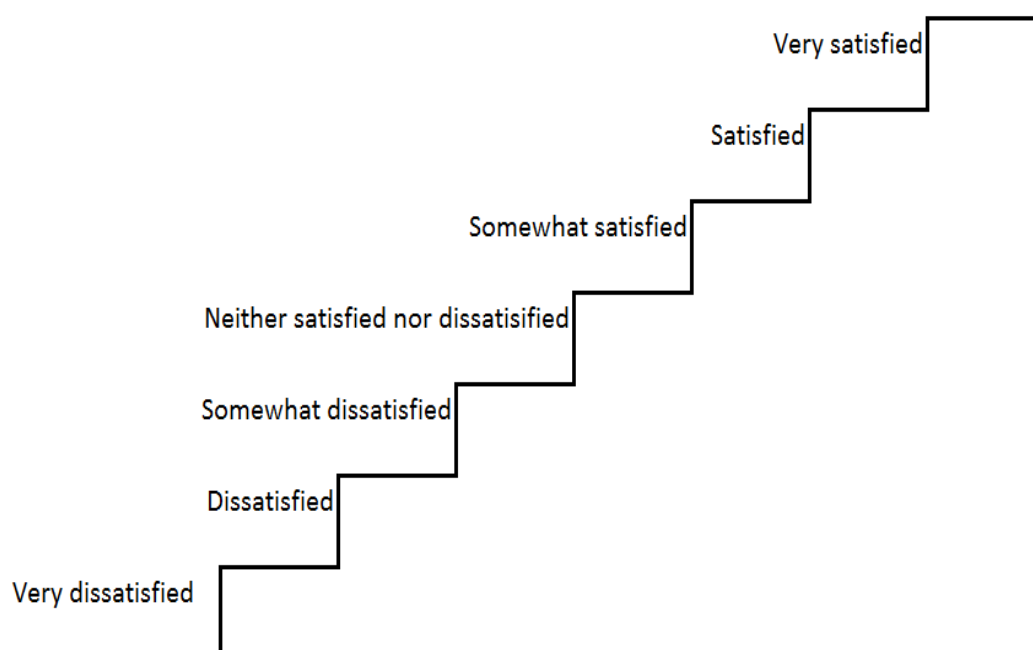 Very satisfied
Satisfied
Somewhat satisfied
Neither satisfied nor dissatisified
Somewhat dissatisfied
Dissatisfied
Very dissatisfied